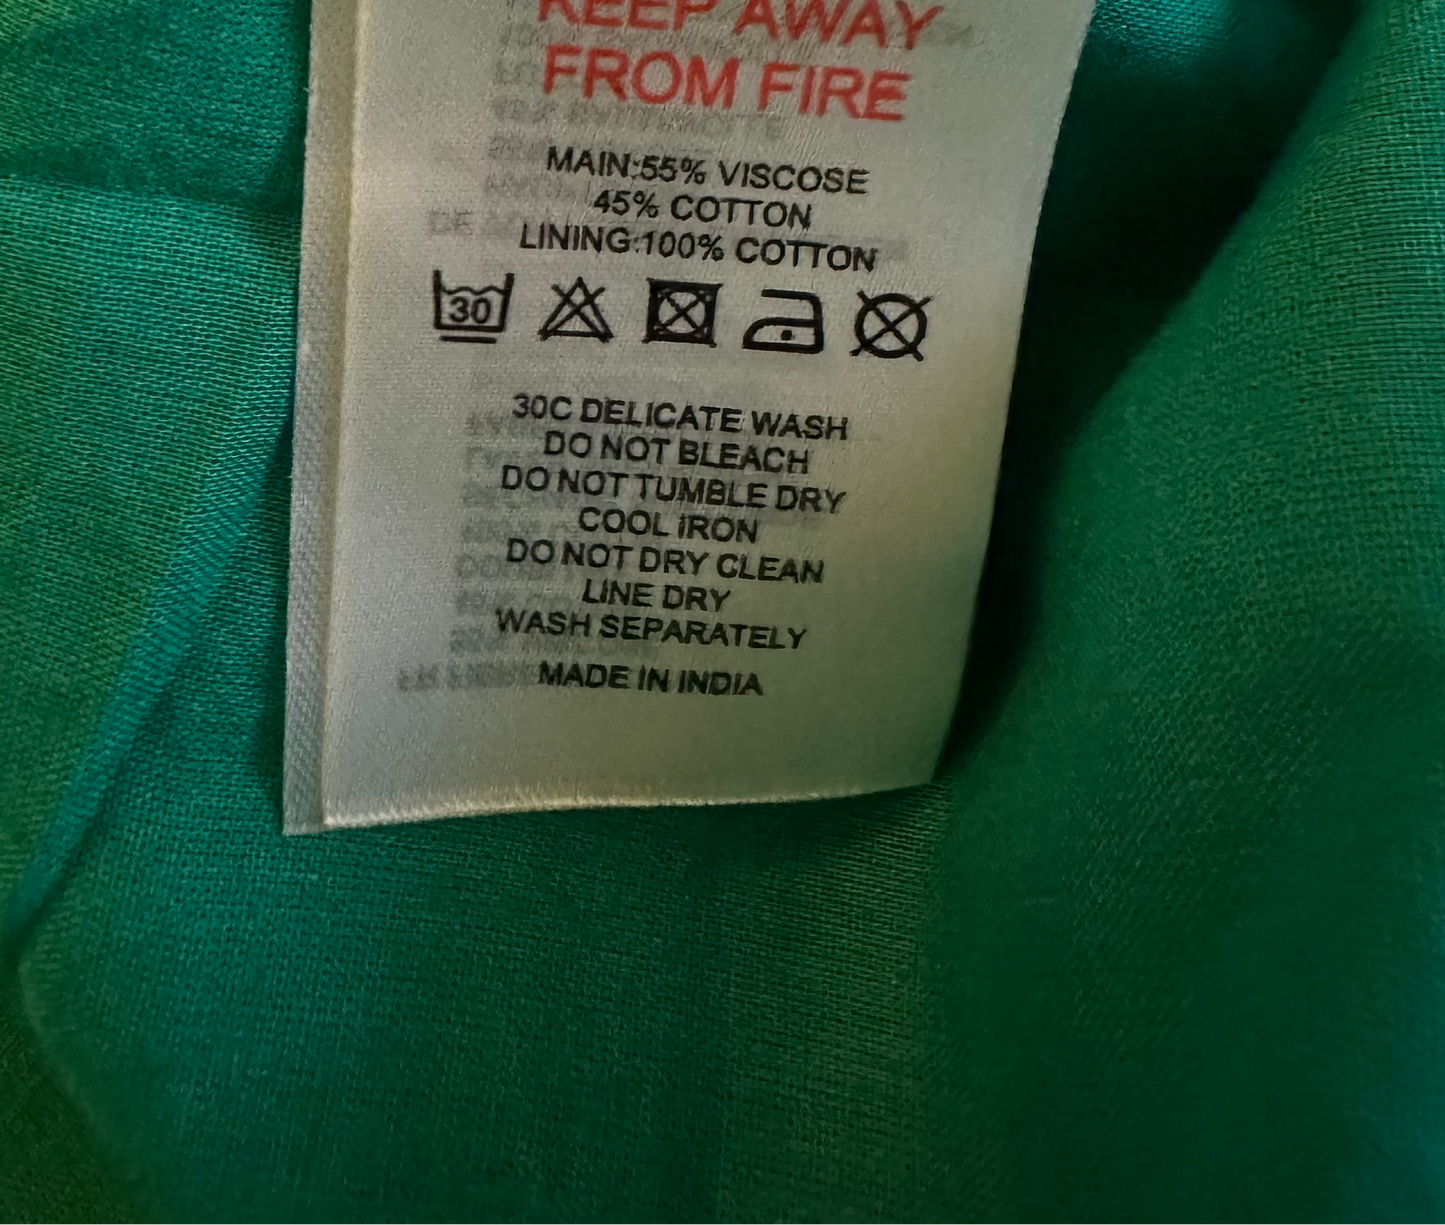 KEEP AWAY
FROM FIRE
MAIN:55% VISCOSE
45% COTTON
LINING:100% COTTON
30
30C DELICATE WASH
DO NOT BLEACH
DO NOT TUMBLE DRY
COOL IRON
DO NOT DRY CLEAN
LINE DRY
WASH SEPARATELY
MADE IN INDIA